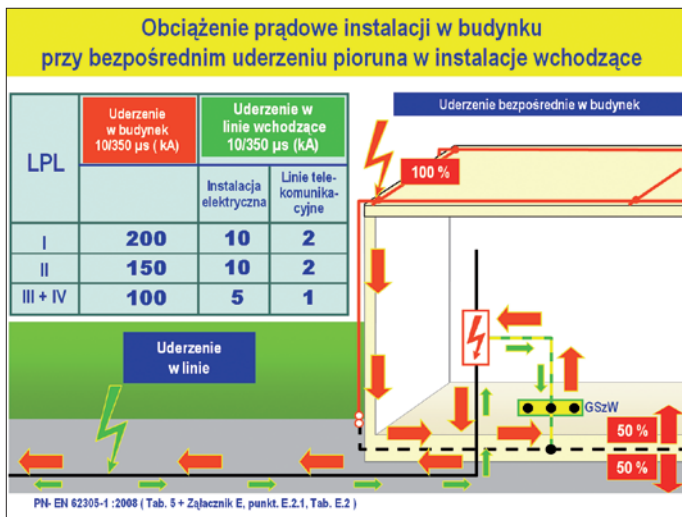 Obciążenie prądowe instalacji w budynku
przy bezpośrednim uderzeniu pioruna w instalacje wchodzące
LPL
Uderzenie
w budynek
10/350 µs ( kA)
Uderzenie w
linie wchodzące
10/350 µs (kA)
Instalacja
elektryczna
Linie tele-
komunika-
cyjne
I 200 10 2
II 150 10 2
III + IV 100 5 1
Uderzenie bezpośrednie w budynek
100 %
Uderzenie
w linie
GSzW
50 %
50 %
PN- EN 62305-1 :2008 ( Tab. 5 + Ząłacznik E, punkt. E.2.1, Tab. E.2 )